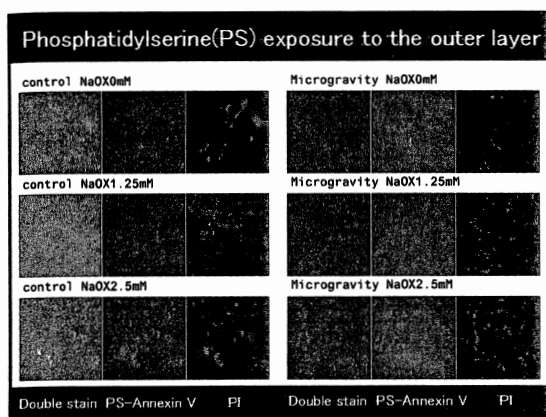 Phosphatidylserine(PS) exposure to the outer layer
control NaOX0mM
Microgravity NaOX0mM
control NaOX1.25mM
Microgravity NaOX1.25mM
control NaOX2.5mM
Microgravity NaOX2.5mM
Double stain PS-Annexin V PI
Double stain PS-Annexin V PI